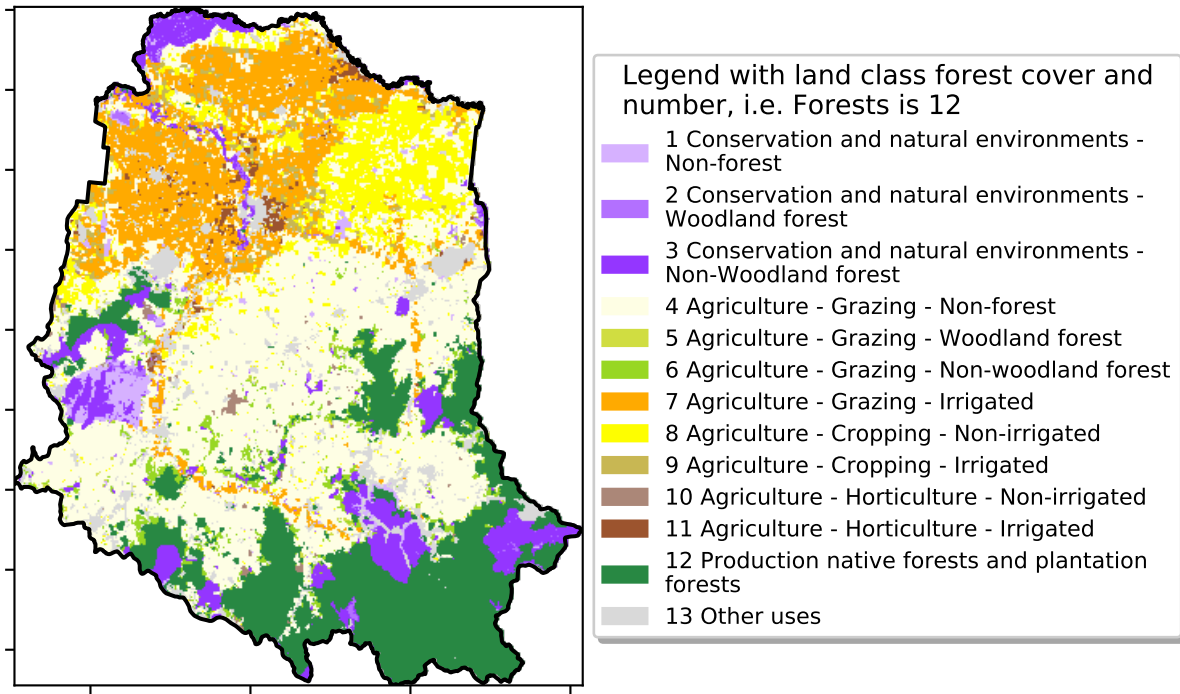 Legend with land class forest cover and
number, i.e. Forests is 12
1 Conservation and natural environments -
Non-forest
2 Conservation and natural environments -
Woodland forest
3 Conservation and natural environments -
Non-Woodland forest
4 Agriculture - Grazing - Non-forest
5 Agriculture - Grazing - Woodland forest
6 Agriculture - Grazing - Non-woodland forest
7 Agriculture - Grazing - Irrigated
8 Agriculture - Cropping - Non-irrigated
9 Agriculture - Cropping - Irrigated
10 Agriculture - Horticulture - Non-irrigated
11 Agriculture - Horticulture - Irrigated
12 Production native forests and plantation
forests
13 Other uses